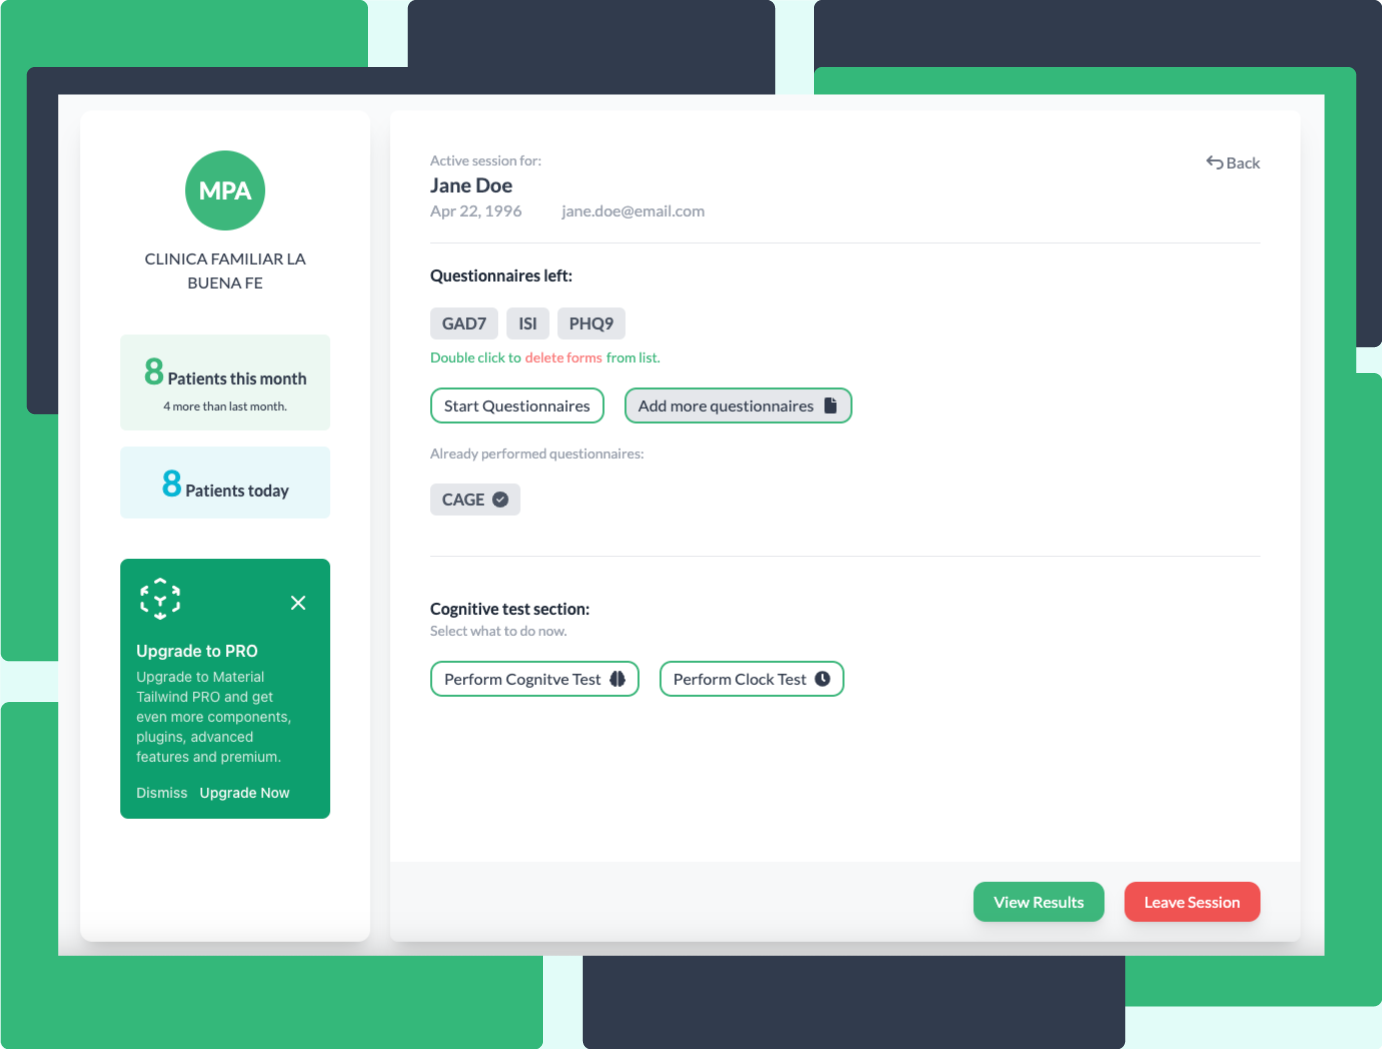 MPA
CLINICA FAMILIAR LA
BUENA FE
8 Patients this month
4 more than last month.
8 Patients today
Upgrade to PRO
Upgrade to Material
Tailwind PRO and get
even more components,
plugins, advanced
features and premium.
Dismiss Upgrade Now
Active session for:
Back
Jane Doe
Apr 22, 1996 jane.doe@email.com
Questionnaires left:
GAD7 ISI PHQ9
Double click to delete forms from list.
Start Questionnaires Add more questionnaires
Already performed questionnaires:
CAGE
Cognitive test section:
Select what to do now.
Perform Cognitve Test Perform Clock Test
View Results Leave Session